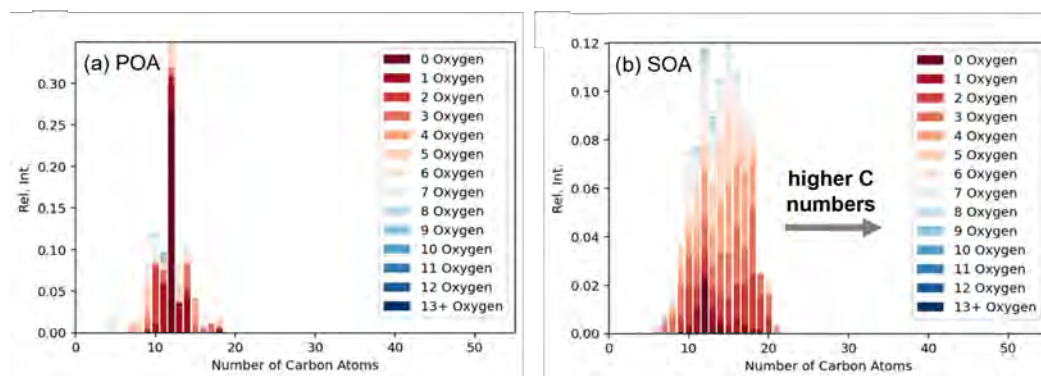 (a) POA
Rel. Int.
0.30
0.25
0.20
0.15
0.10
0.05
0.00
0
10
20
30
40
50
Number of Carbon Atoms
0 Oxygen
1 Oxygen
2 Oxygen
3 Oxygen
4 Oxygen
5 Oxygen
6 Oxygen
7 Oxygen
8 Oxygen
9 Oxygen
10 Oxygen
11 Oxygen
12 Oxygen
13+ Oxygen
(b) SOA
Rel. Int.
0.12
0.10
0.08
0.06
0.04
0.02
0.00
0
10
20
30
40
50
Number of Carbon Atoms
higher C
numbers
0 Oxygen
1 Oxygen
2 Oxygen
3 Oxygen
4 Oxygen
5 Oxygen
6 Oxygen
7 Oxygen
8 Oxygen
9 Oxygen
10 Oxygen
11 Oxygen
12 Oxygen
13+ Oxygen